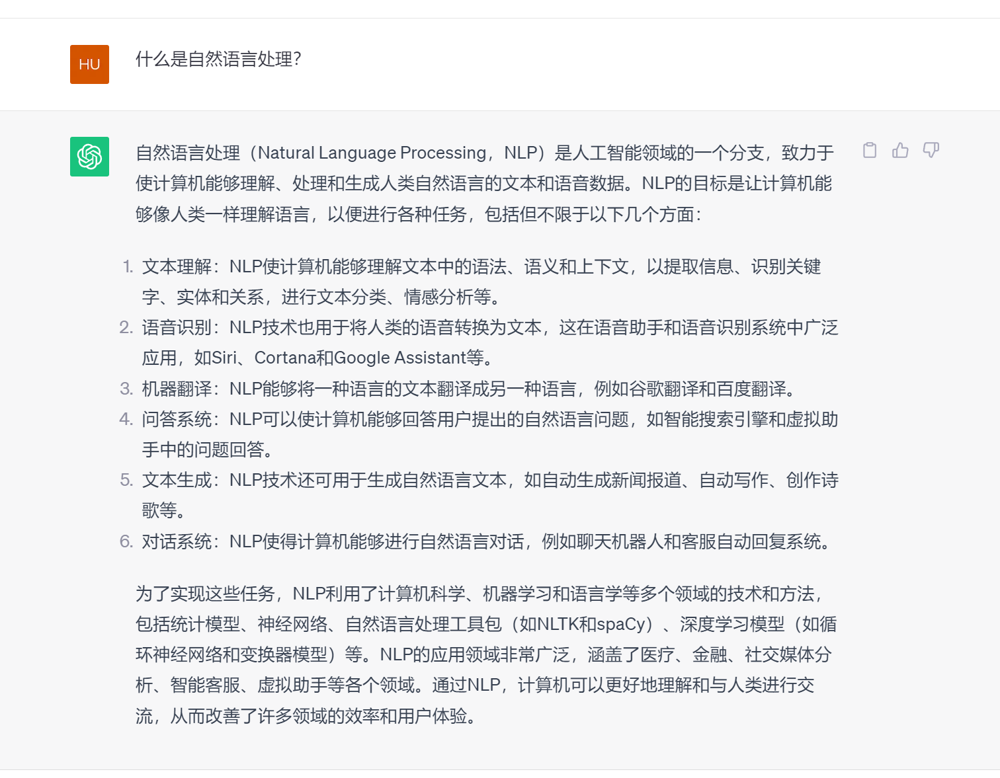 HU
什么是自然语言处理？
自然语言处理（Natural Language Processing，NLP）是人工智能领域的一个分支，致力于
使计算机能够理解、处理和生成人类自然语言的文本和语音数据。NLP的目标是让计算机能
够像人类一样理解语言，以便进行各种任务，包括但不限于以下几个方面：
1. 文本理解：NLP使计算机能够理解文本中的语法、语义和上下文，以提取信息、识别关键
字、实体和关系，进行文本分类、情感分析等。
2. 语音识别：NLP技术也用于将人类的语音转换为文本，这在语音助手和语音识别系统中广泛
应用，如Siri、Cortana和Google Assistant等。
3. 机器翻译：NLP能够将一种语言的文本翻译成另一种语言，例如谷歌翻译和百度翻译。
4. 问答系统：NLP可以使计算机能够回答用户提出的自然语言问题，如智能搜索引擎和虚拟助
手中的问题回答。
5. 文本生成：NLP技术还可用于生成自然语言文本，如自动生成新闻报道、自动写作、创作诗
歌等。
6. 对话系统：NLP使得计算机能够进行自然语言对话，例如聊天机器人和客服自动回复系统。
为了实现这些任务，NLP利用了计算机科学、机器学习和语言学等多个领域的技术和方法，
包括统计模型、神经网络、自然语言处理工具包（如NLTK和spaCy）、深度学习模型（如循
环神经网络和变换器模型）等。NLP的应用领域非常广泛，涵盖了医疗、金融、社交媒体分
析、智能客服、虚拟助手等各个领域。通过NLP，计算机可以更好地理解和与人类进行交
流，从而改善了许多领域的效率和用户体验。